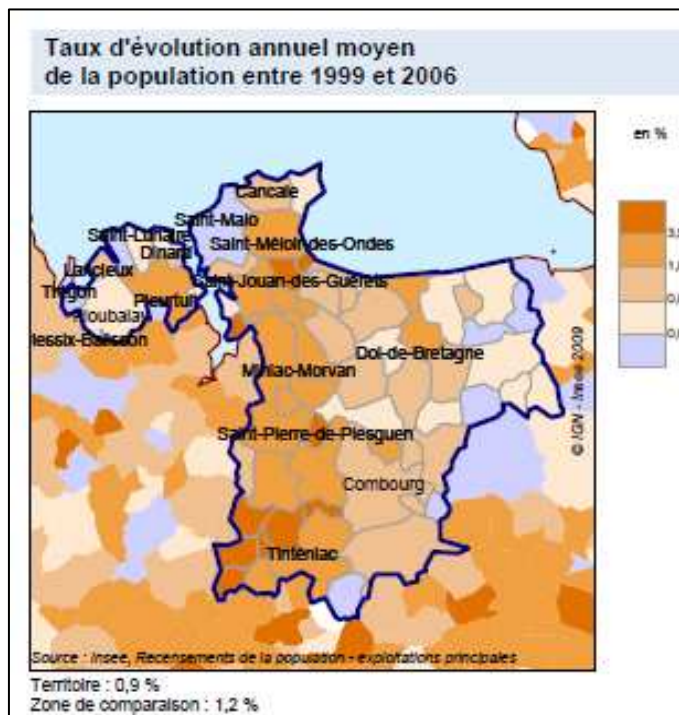 Taux d'évolution annuel moyen
de la population entre 1999 et 2006
en %
Cancale
Saint-Malo
Saint-Lunaire
Saint-Méloir-des-Ondes
Dinard
Lancieux
Saint-Jouan-des-Guérets
Trégon
Pleurtuit
Ploubalay
Plessix-Balisson
Dol-de-Bretagne
Miniac-Morvan
Saint-Pierre-de-Plesguen
Combourg
Tinténiac
© IGN - Insee 2009
Source : Insee, Recensements de la population - exploitations principales
Territoire : 0,9 %
Zone de comparaison : 1,2 %